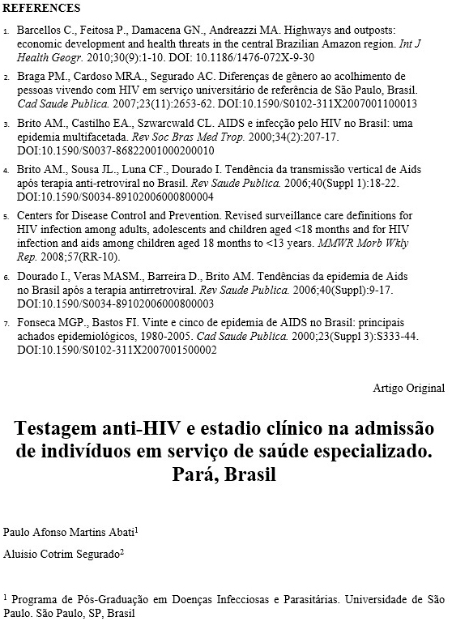 REFERENCES
1. Barcellos C., Feitosa P., Damacena GN., Andreazzi MA. Highways and outposts:
economic development and health threats in the central Brazilian Amazon region. Int J
Health Geogr. 2010;30(9):1-10. DOI: 10.1186/1476-072X-9-30
2. Braga PM., Cardoso MRA., Segurado AC. Diferenças de gênero ao acolhimento de
pessoas vivendo com HIV em serviço universitário de referência de São Paulo, Brasil.
Cad Saude Publica. 2007;23(11):2653-62. DOI:10.1590/S0102-311X2007001100013
3. Brito AM., Castilho EA., Szwarcwald CL. AIDS e infecção pelo HIV no Brasil: uma
epidemia multifacetada. Rev Soc Bras Med Trop. 2000;34(2):207-17.
DOI:10.1590/S0037-86822001000200010
4. Brito AM., Sousa JL., Luna CF., Dourado I. Tendência da transmissão vertical de Aids
após terapia anti-retroviral no Brasil. Rev Saude Publica. 2006;40(Suppl 1):18-22.
DOI:10.1590/S0034-89102006000800004
5. Centers for Disease Control and Prevention. Revised surveillance care definitions for
HIV infection among adults, adolescents and children aged <18 months and for HIV
infection and aids among children aged 18 months to <13 years. MMWR Morb Wkly
Rep. 2008;57(RR-10).
6. Dourado I., Veras MASM., Barreira D., Brito AM. Tendências da epidemia de Aids
no Brasil após a terapia antirretroviral. Rev Saude Publica. 2006;40(Suppl):9-17.
DOI:10.1590/S0034-89102006000800003
7. Fonseca MGP., Bastos FI. Vinte e cinco de epidemia de AIDS no Brasil: principais
achados epidemiológicos, 1980-2005. Cad Saude Publica. 2000;23(Suppl 3):S333-44.
DOI:10.1590/S0102-311X2007001500002
Artigo Original
Testagem anti-HIV e estadio clínico na admissão
de indivíduos em serviço de saúde especializado.
Pará, Brasil
Paulo Afonso Martins Abati1
Aluisio Cotrim Segurado2
1 Programa de Pós-Graduação em Doenças Infecciosas e Parasitárias. Universidade de São
Paulo. São Paulo, SP, Brasil